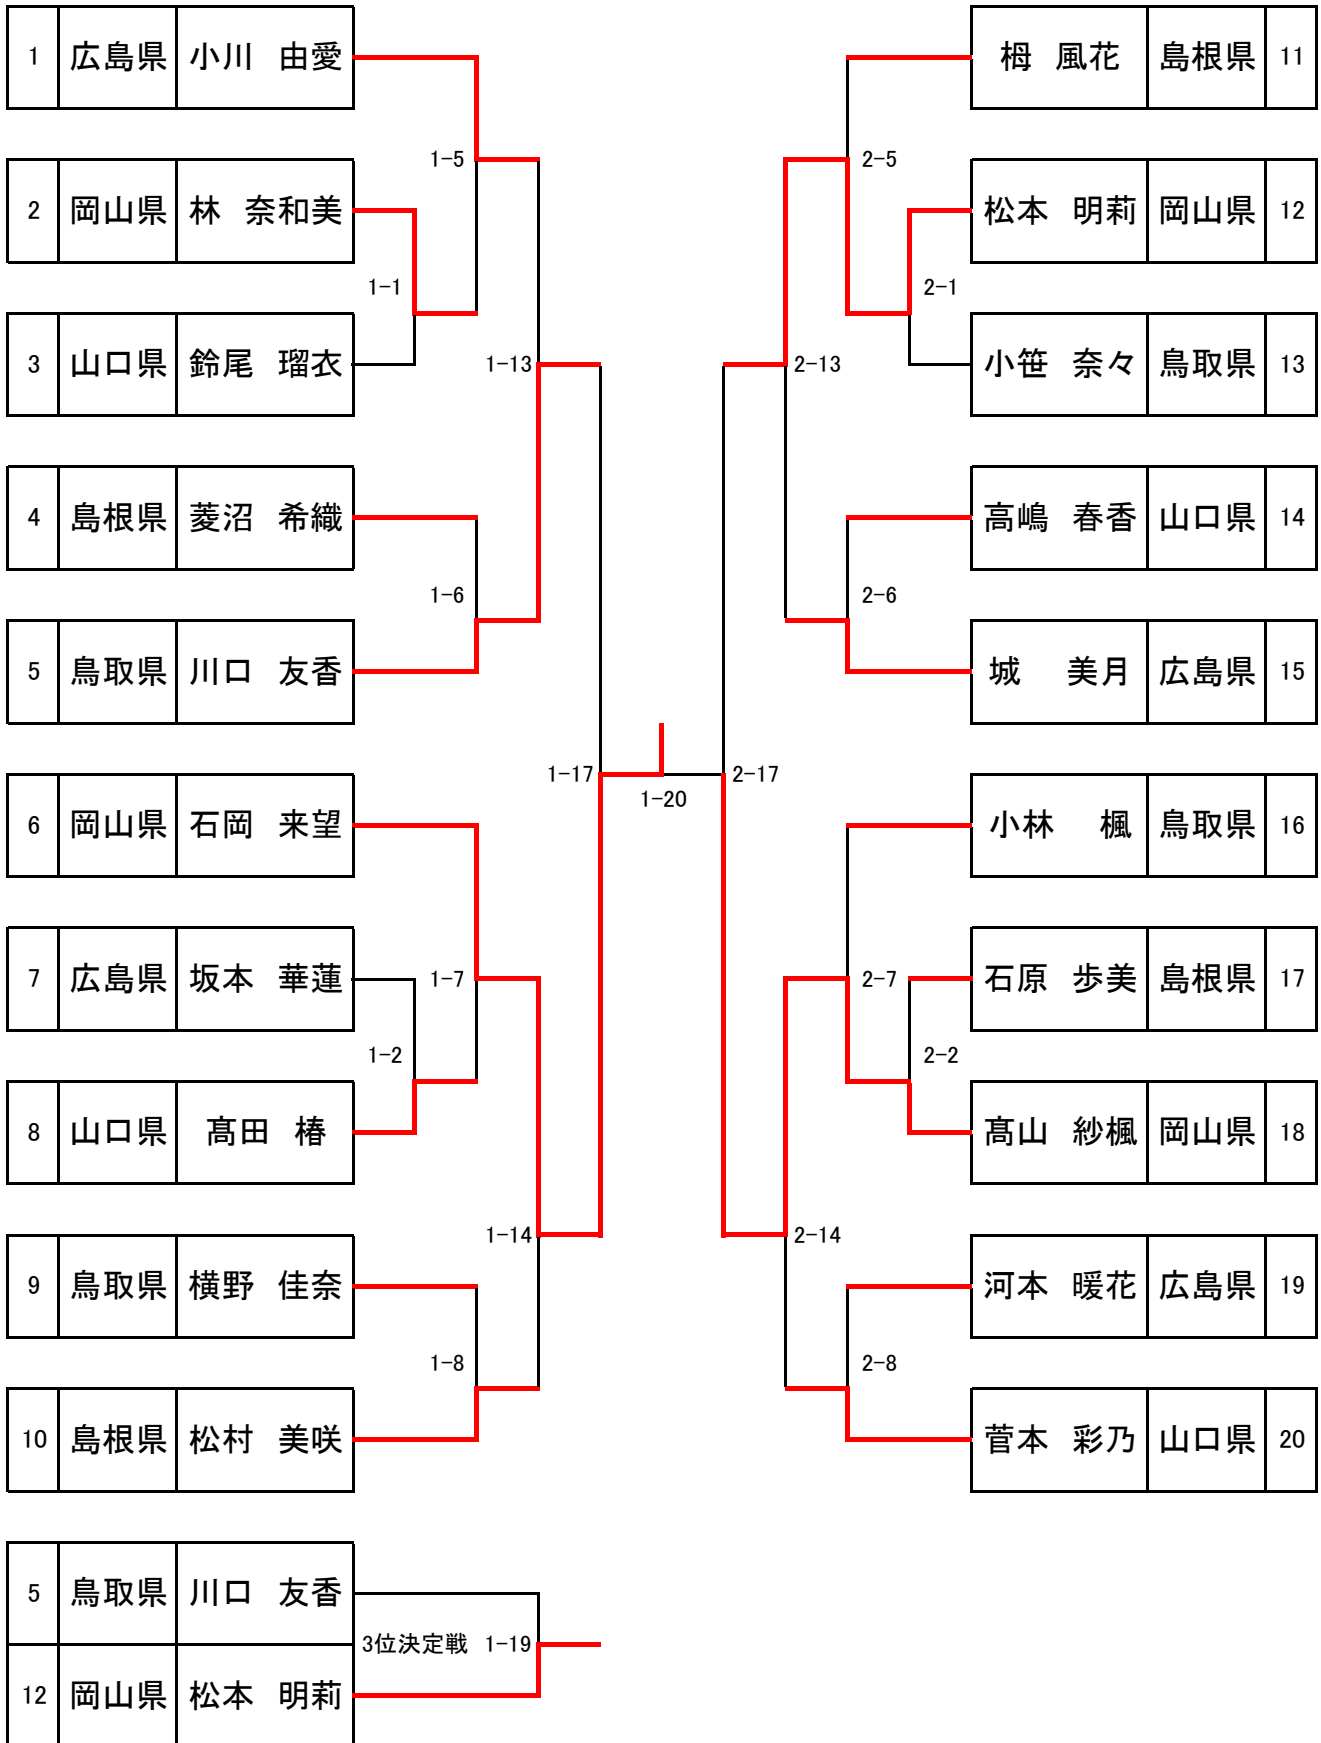 1 広島県 小川 由愛
栂 風花 島根県 11
1-5
2-5
2 岡山県 林 奈和美
松本 明莉 岡山県 12
1-1
2-1
3 山口県 鈴尾 瑠衣
1-13
2-13
小笹 奈々 鳥取県 13
4 島根県 菱沼 希織
高嶋 春香 山口県 14
1-6
2-6
5 鳥取県 川口 友香
城 美月 広島県 15
1-17
2-17
1-20
6 岡山県 石岡 来望
小林 楓 鳥取県 16
7 広島県 坂本 華蓮
1-7
2-7
石原 歩美 島根県 17
1-2
2-2
8 山口県 髙田 椿
髙山 紗楓 岡山県 18
1-14
2-14
9 鳥取県 横野 佳奈
河本 暖花 広島県 19
1-8
2-8
10 島根県 松村 美咲
菅本 彩乃 山口県 20
5 鳥取県 川口 友香
3位決定戦 1-19
12 岡山県 松本 明莉